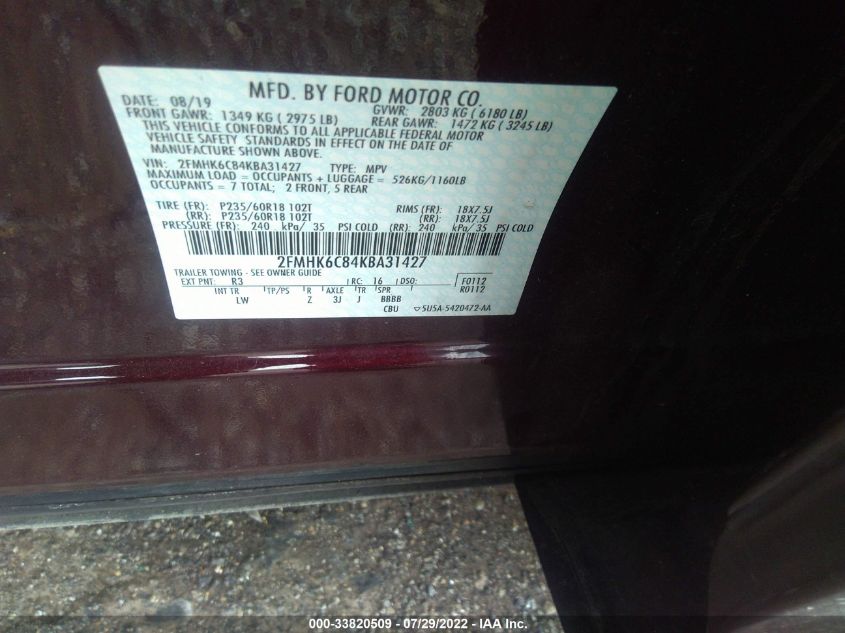 MFD. BY FORD MOTOR CO.
DATE: 08/19 GVWR: 2803 KG ( 6180 LB)
FRONT GAWR: 1349 KG ( 2975 LB) REAR GAWR: 1472 KG ( 3245 LB)
THIS VEHICLE CONFORMS TO ALL APPLICABLE FEDERAL MOTOR
VEHICLE SAFETY STANDARDS IN EFFECT ON THE DATE OF
MANUFACTURE SHOWN ABOVE.
VIN: 2FMHK6C84KBA31427 TYPE: MPV
MAXIMUM LOAD = OCCUPANTS + LUGGAGE = 526KG/1160LB
OCCUPANTS = 7 TOTAL; 2 FRONT, 5 REAR
TIRE (FR): P235/60R18 102T RIMS (FR): 18X7.5J
(RR): P235/60R18 102T (RR): 18X7.5J
PRESSURE (FR): 240 kPa/ 35 PSI COLD (RR): 240 kPa/ 35 PSI COLD
2FMHK6C84KBA31427
TRAILER TOWING - SEE OWNER GUIDE
EXT PNT: R3 RC: 16 DSO: F0112
R0112
INT TR TP/PS R AXLE TR SPR
LW Z 3J J BBBB
CBU 5U5A-5420472-AA
000-33820509 - 07/29/2022 - IAA Inc.